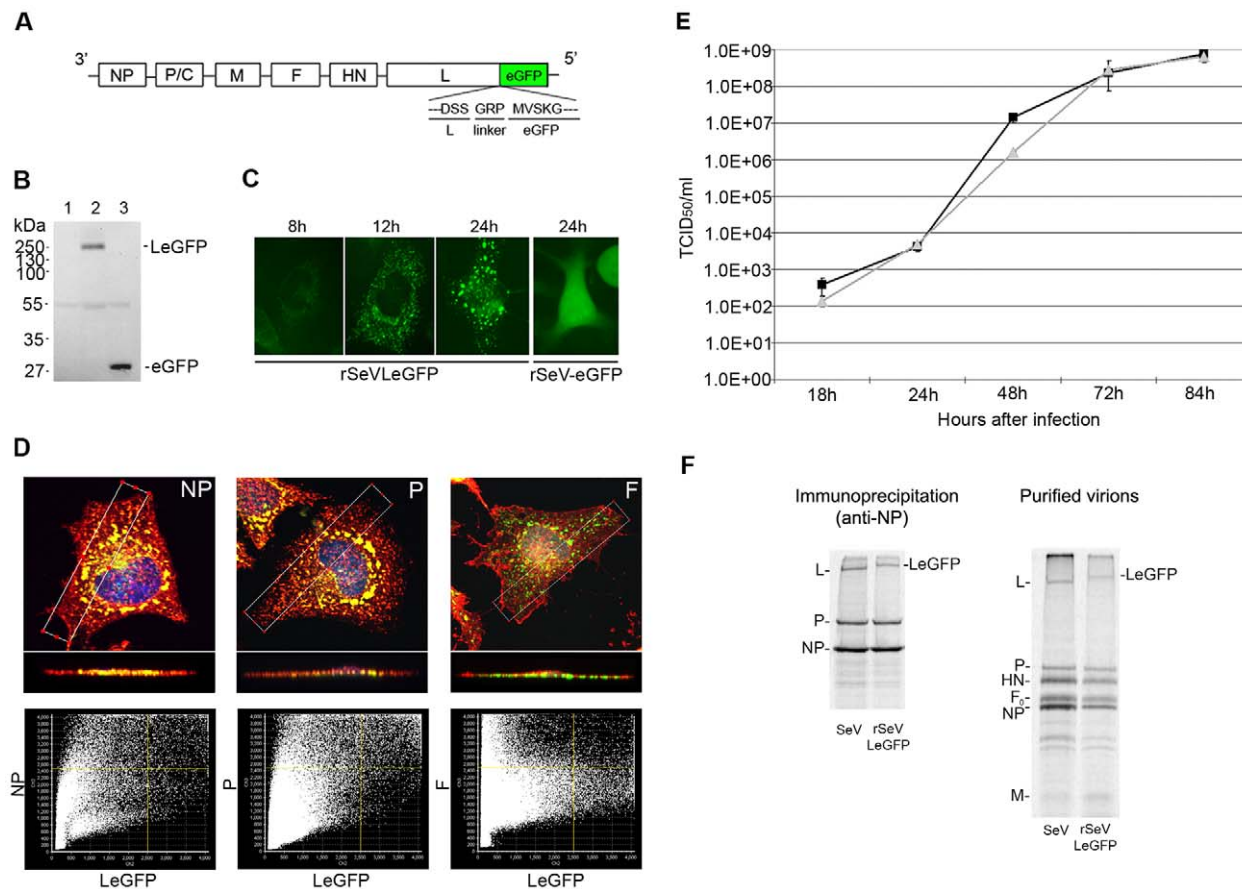 A
3' 5'
NP P/C M F HN L eGFP
---DSS GRP MVSKG---
L linker eGFP
B
1 2 3
kDa
250- -LeGFP
130-
100-
55-
35-
27- -eGFP
C
8h 12h 24h 24h
rSeVLeGFP rSeV-eGFP
D
NP P F
NP P F
LeGFP LeGFP LeGFP
E
1.0E+09
1.0E+08
1.0E+07
1.0E+06
1.0E+05
1.0E+04
1.0E+03
1.0E+02
1.0E+01
1.0E+00
TCID50/ml
18h 24h 48h 72h 84h
Hours after infection
F
Immunoprecipitation
(anti-NP)
L- -LeGFP
P-
NP-
SeV rSeV
LeGFP
Purified virions
L- -LeGFP
P-
HN-
F0-
NP-
M-
SeV rSeV
LeGFP